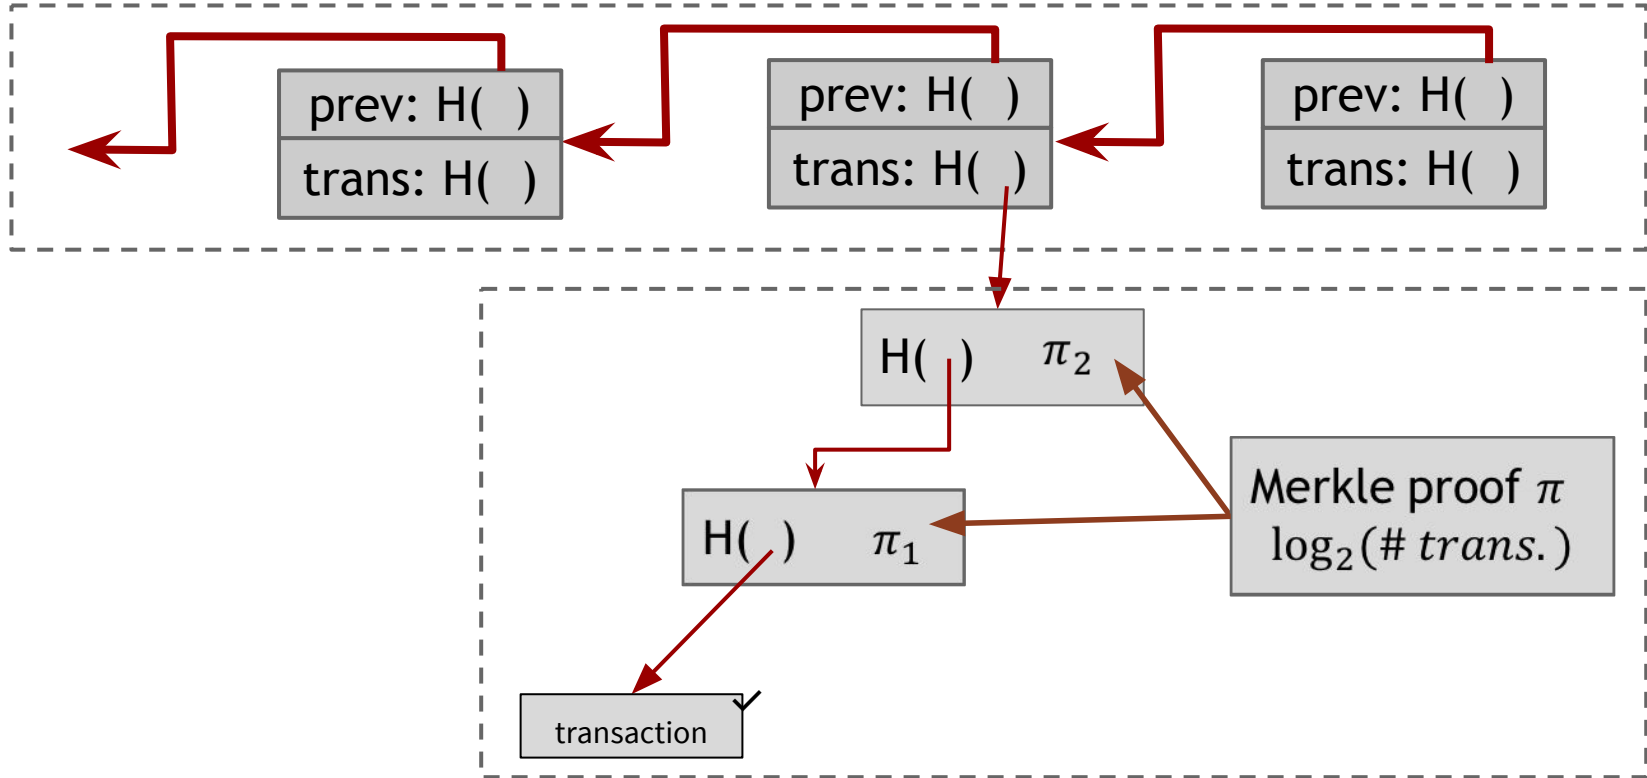 prev: H( )
trans: H( )
prev: H( )
trans: H( )
prev: H( )
trans: H( )
H( ) π₂
H( ) π₁
Merkle proof π
log₂(# trans.)
transaction